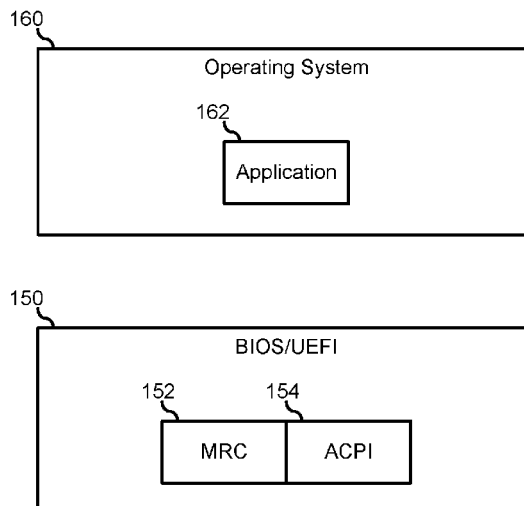 160
Operating System
162
Application
150
BIOS/UEFI
152 154
MRC ACPI